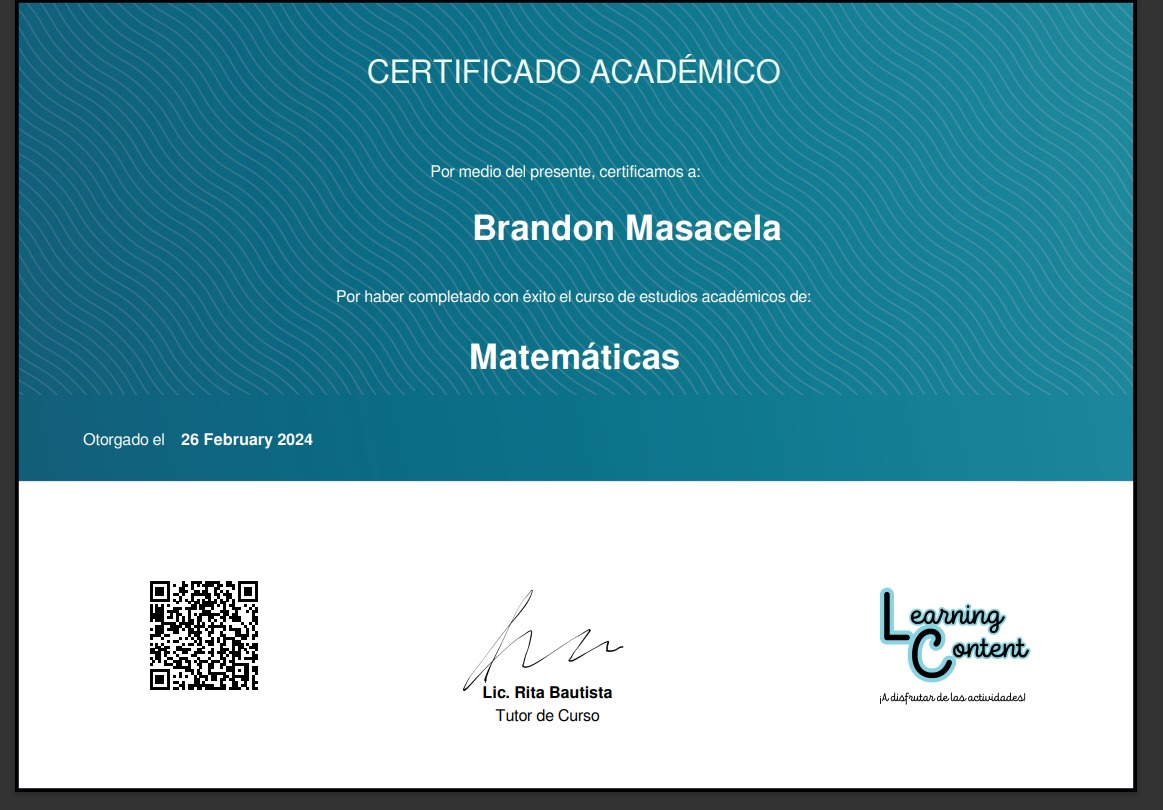 CERTIFICADO ACADÉMICO
Por medio del presente, certificamos a:
Brandon Masacela
Por haber completado con éxito el curso de estudios académicos de:
Matemáticas
Otorgado el 26 February 2024
Lic. Rita Bautista
Tutor de Curso
Learning
Content
¡A disfrutar de las actividades!